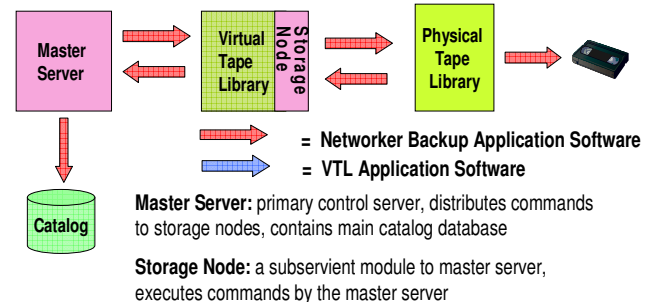 Master
Server
Virtual
Tape
Library
Storage
Node
Physical
Tape
Library
= Networker Backup Application Software
= VTL Application Software
Catalog
Master Server: primary control server, distributes commands
to storage nodes, contains main catalog database
Storage Node: a subservient module to master server,
executes commands by the master server